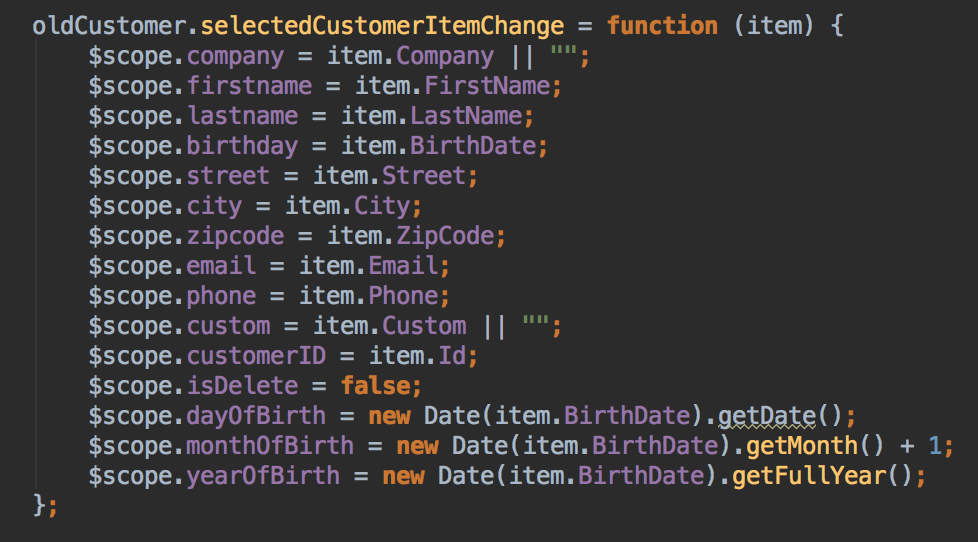 oldCustomer.selectedCustomerItemChange = function (item) {
    $scope.company = item.Company || "";
    $scope.firstname = item.FirstName;
    $scope.lastname = item.LastName;
    $scope.birthday = item.BirthDate;
    $scope.street = item.Street;
    $scope.city = item.City;
    $scope.zipcode = item.ZipCode;
    $scope.email = item.Email;
    $scope.phone = item.Phone;
    $scope.custom = item.Custom || "";
    $scope.customerID = item.Id;
    $scope.isDelete = false;
    $scope.dayOfBirth = new Date(item.BirthDate).getDate();
    $scope.monthOfBirth = new Date(item.BirthDate).getMonth() + 1;
    $scope.yearOfBirth = new Date(item.BirthDate).getFullYear();
};